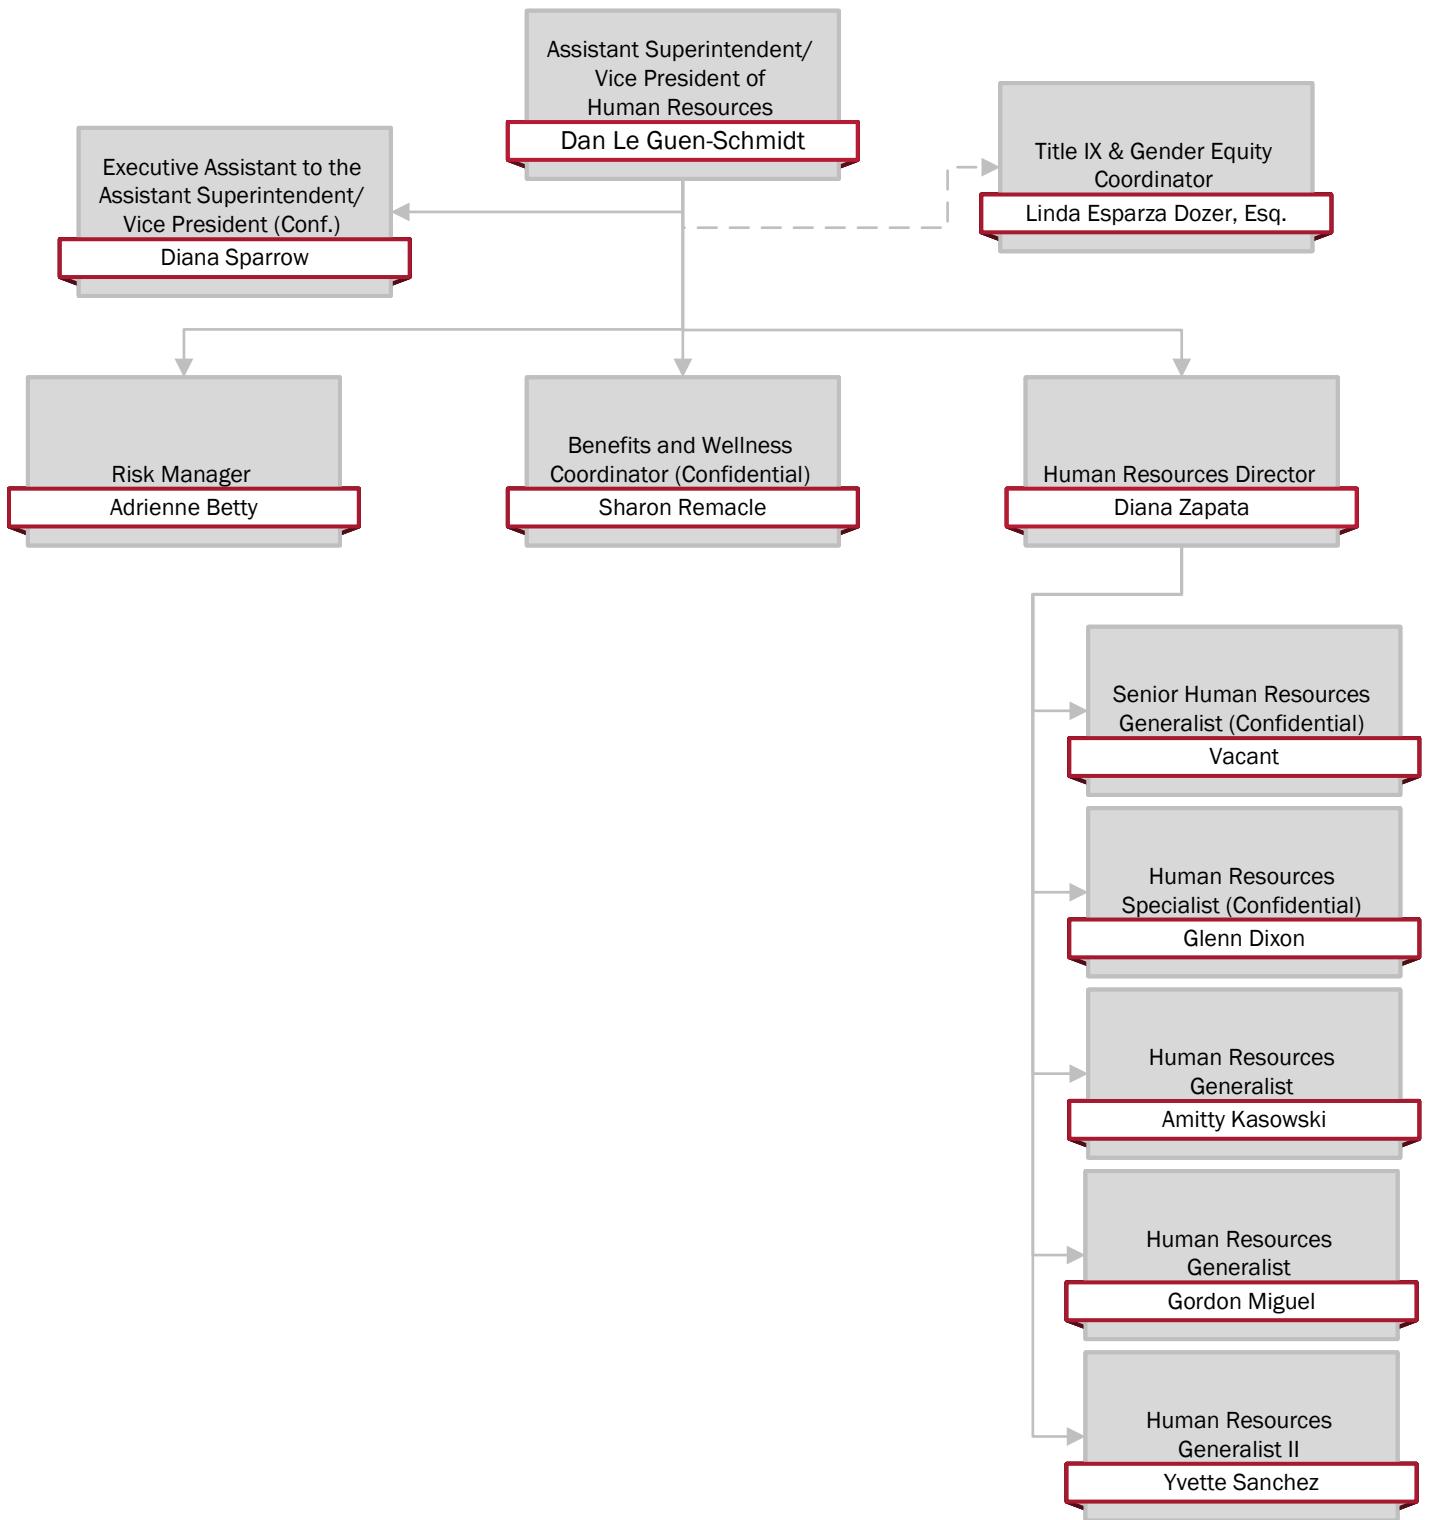 Assistant Superintendent/
Vice President of
Human Resources
Dan Le Guen-Schmidt
Executive Assistant to the
Assistant Superintendent/
Vice President (Conf.)
Diana Sparrow
Title IX & Gender Equity
Coordinator
Linda Esparza Dozer, Esq.
Risk Manager
Adrienne Betty
Benefits and Wellness
Coordinator (Confidential)
Sharon Remacle
Human Resources Director
Diana Zapata
Senior Human Resources
Generalist (Confidential)
Vacant
Human Resources
Specialist (Confidential)
Glenn Dixon
Human Resources
Generalist
Amitty Kasowski
Human Resources
Generalist
Gordon Miguel
Human Resources
Generalist II
Yvette Sanchez